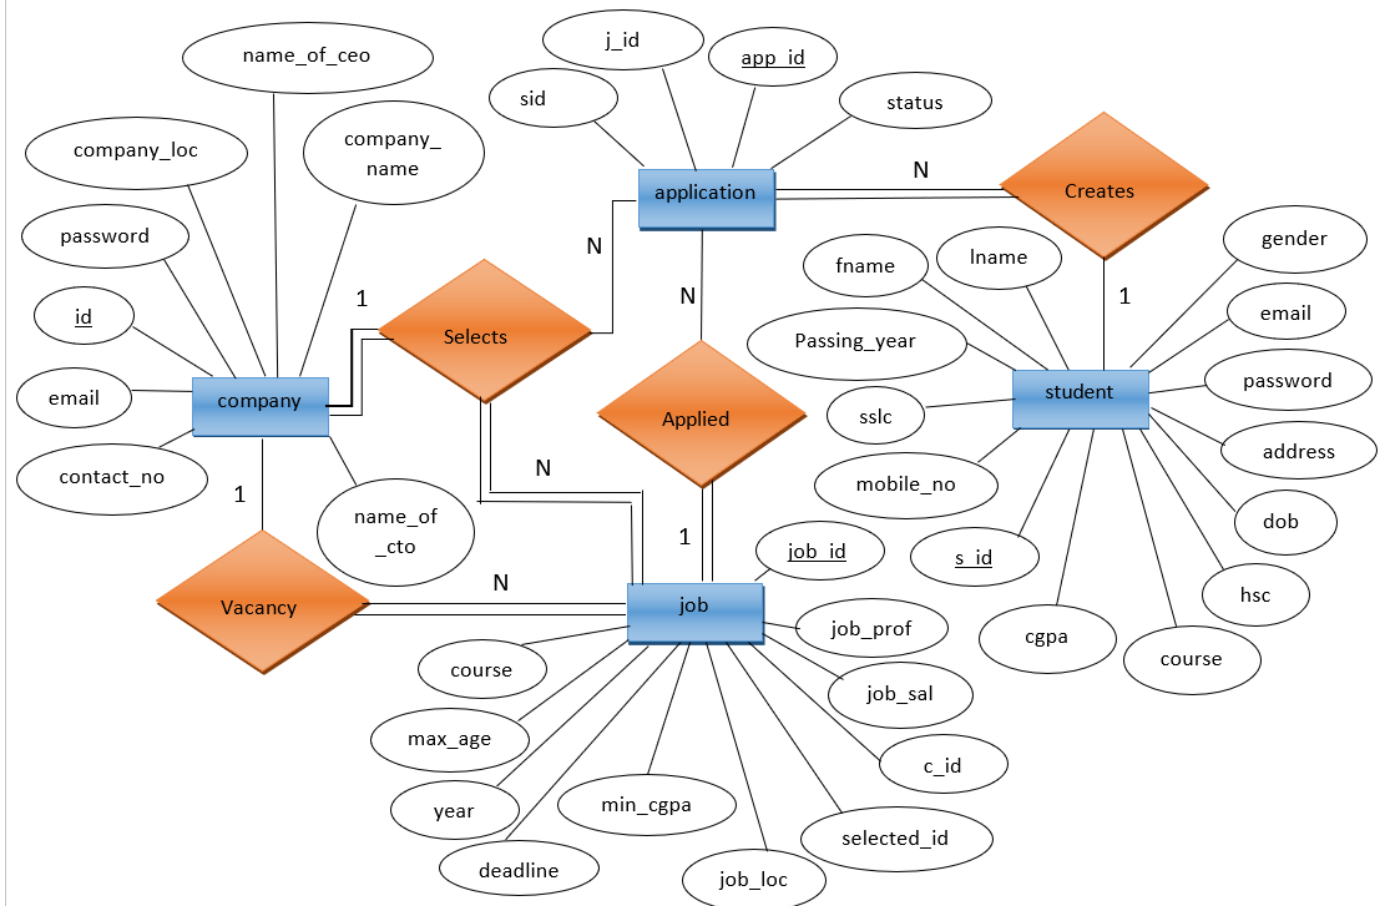 name_of_ceo
j_id
app_id
sid
status
company_loc
company_
name
application
N
Creates
password
gender
fname
lname
N
id
1
N
1
email
Selects
Passing_year
email
company
student
password
sslc
Applied
address
contact_no
N
mobile_no
1
name_of
_cto
1
job_id
s_id
dob
Vacancy
N
job
hsc
course
job_prof
cgpa
course
job_sal
max_age
c_id
year
min_cgpa
selected_id
deadline
job_loc